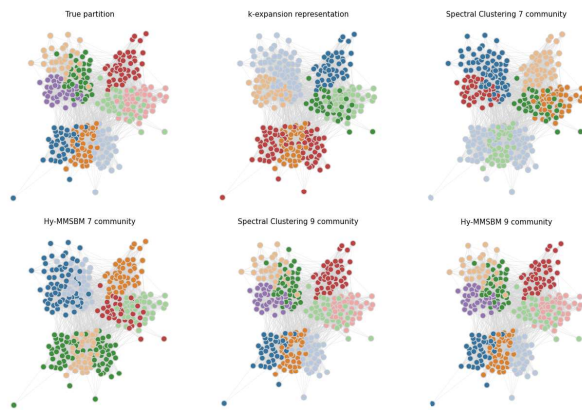 True partition
k-expansion representation
Spectral Clustering 7 community
Hy-MMSBM 7 community
Spectral Clustering 9 community
Hy-MMSBM 9 community